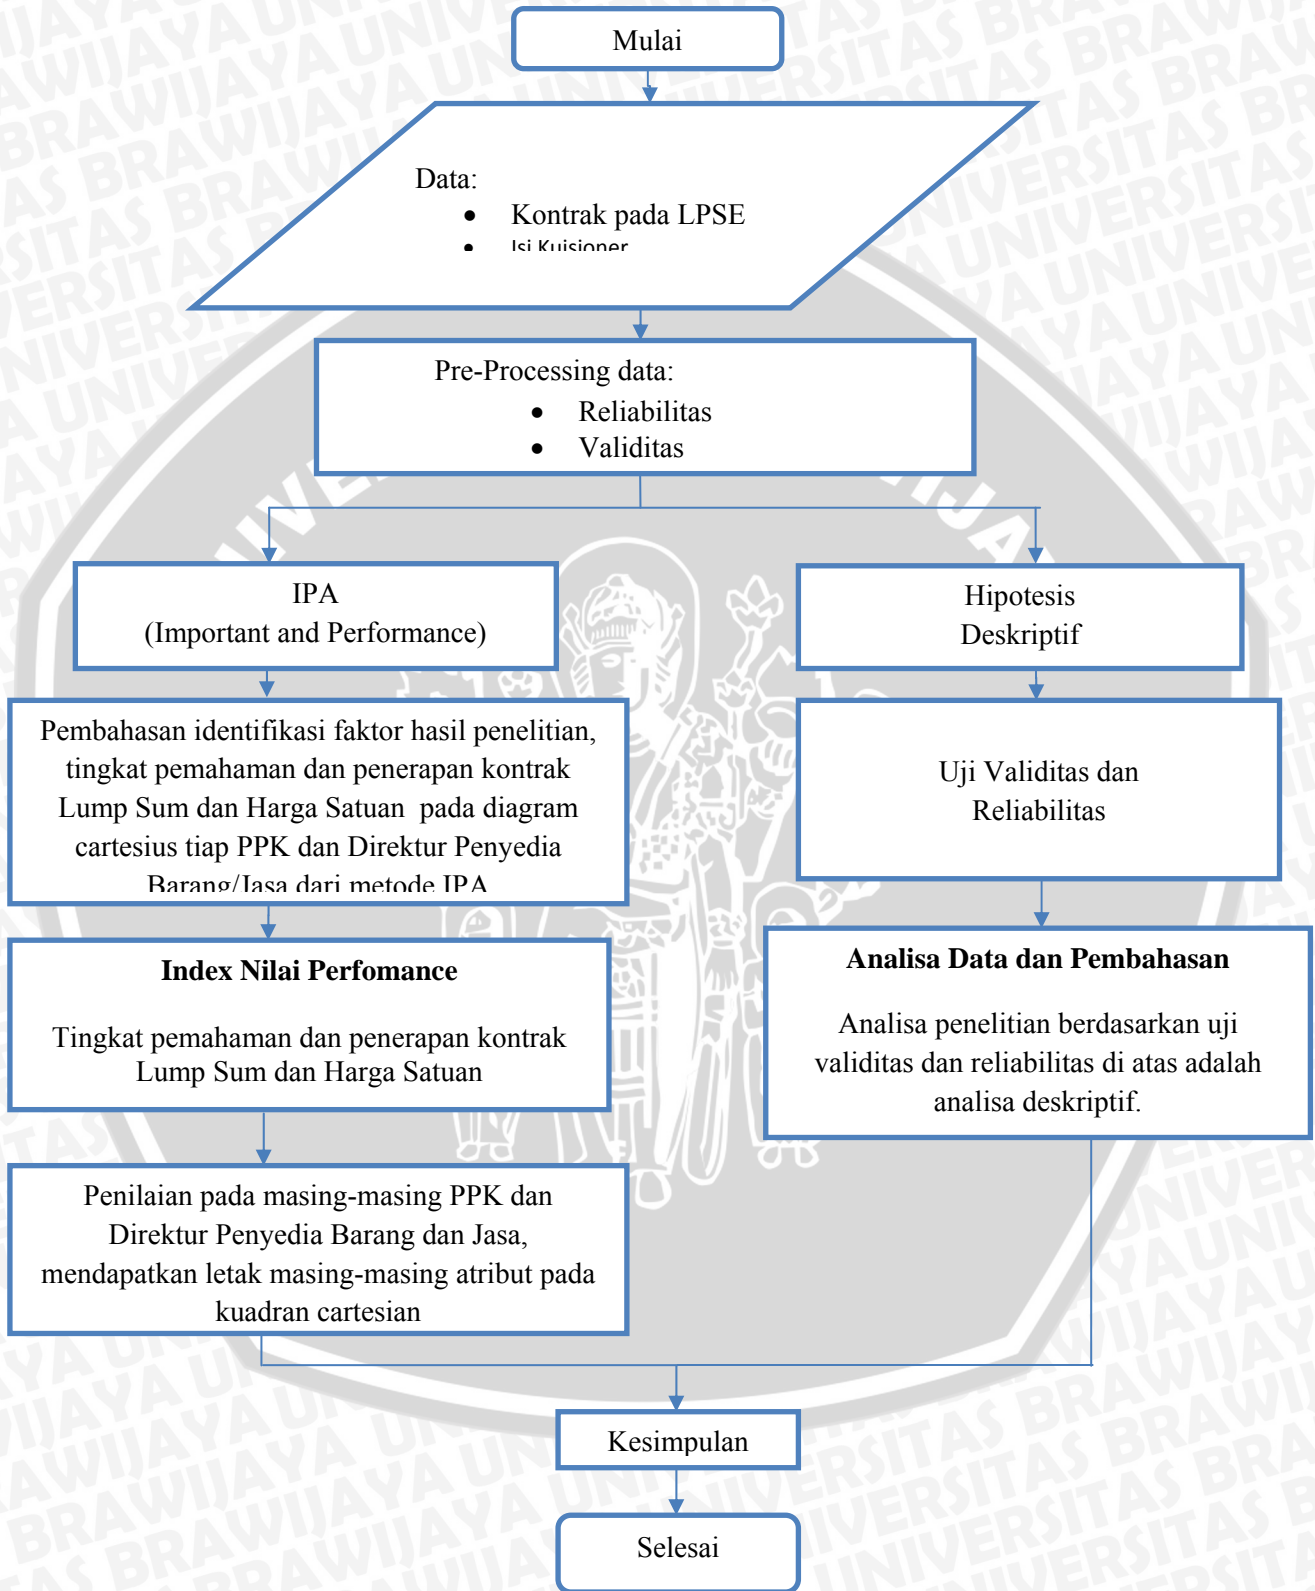 Mulai
Data:
• Kontrak pada LPSE
• Isi Kuisioner
Pre-Processing data:
• Reliabilitas
• Validitas
IPA
(Important and Performance)
Hipotesis
Deskriptif
Pembahasan identifikasi faktor hasil penelitian,
tingkat pemahaman dan penerapan kontrak
Lump Sum dan Harga Satuan pada diagram
cartesius tiap PPK dan Direktur Penyedia
Barang/Jasa dari metode IPA
Uji Validitas dan
Reliabilitas
Index Nilai Perfomance
Tingkat pemahaman dan penerapan kontrak
Lump Sum dan Harga Satuan
Analisa Data dan Pembahasan
Analisa penelitian berdasarkan uji
validitas dan reliabilitas di atas adalah
analisa deskriptif.
Penilaian pada masing-masing PPK dan
Direktur Penyedia Barang dan Jasa,
mendapatkan letak masing-masing atribut pada
kuadran cartesian
Kesimpulan
Selesai